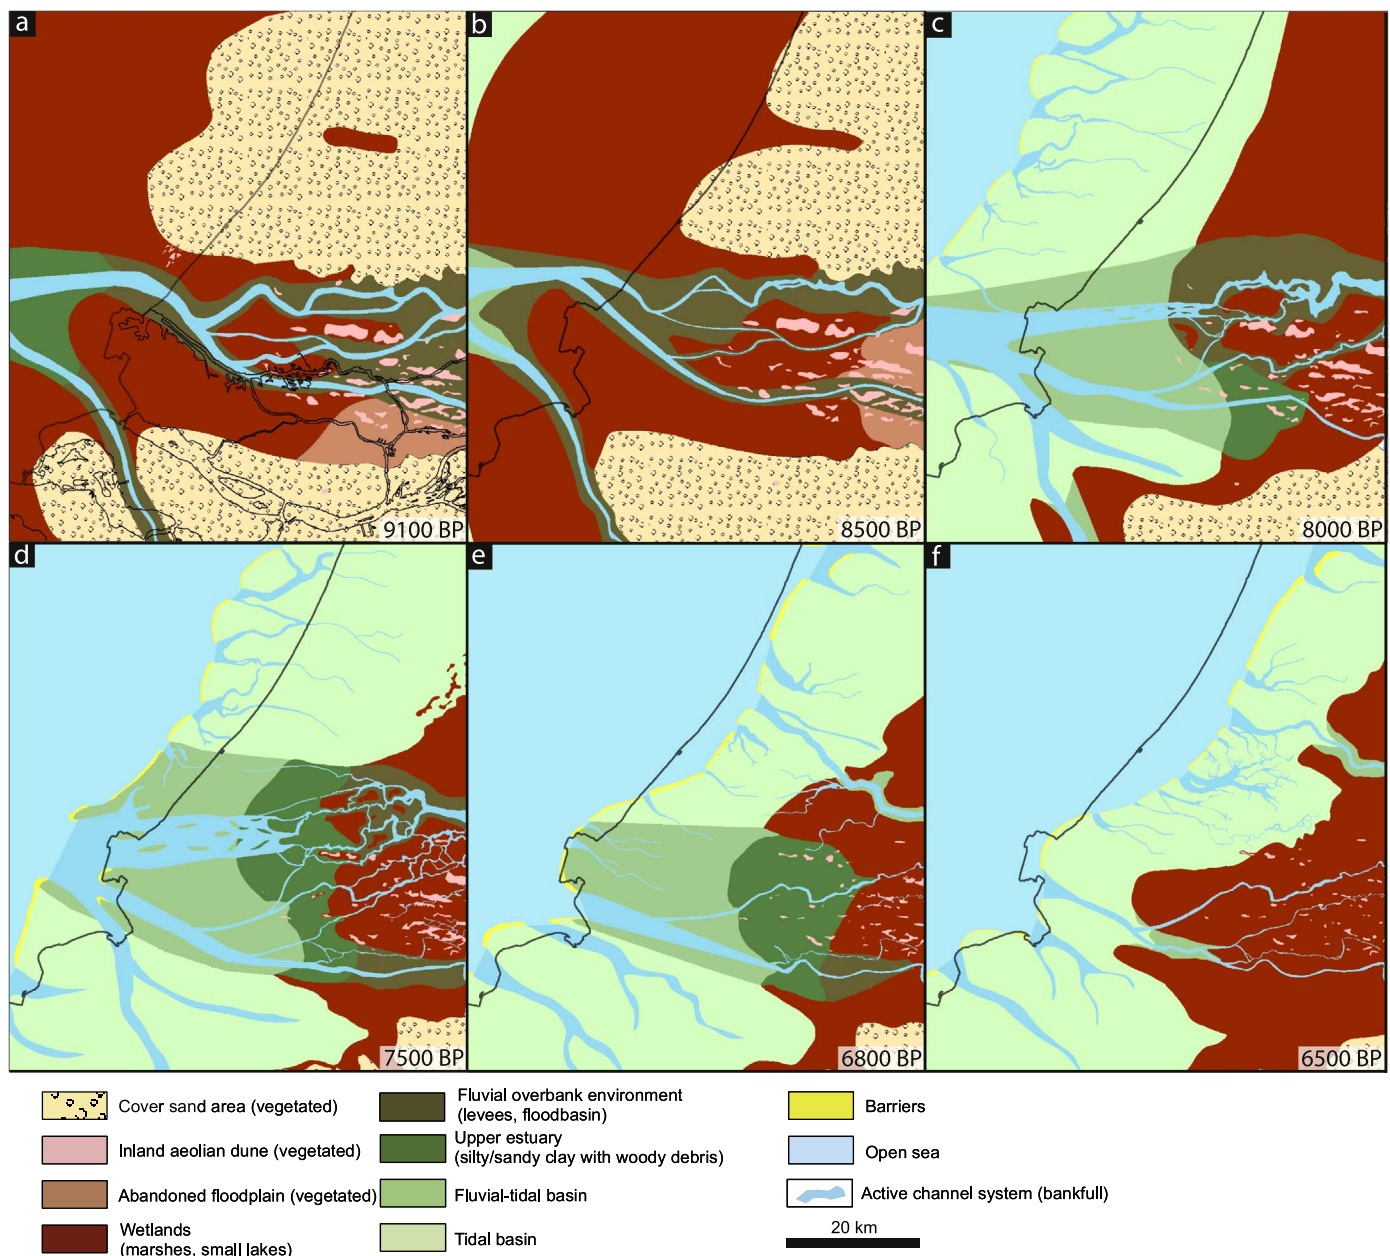 a
b
c
9100 BP
8500 BP
8000 BP
d
e
f
7500 BP
6800 BP
6500 BP
Cover sand area (vegetated)
Inland aeolian dune (vegetated)
Abandoned floodplain (vegetated)
Wetlands
(marshes, small lakes)
Fluvial overbank environment
(levees, floodbasin)
Upper estuary
(silty/sandy clay with woody debris)
Fluvial-tidal basin
Tidal basin
Barriers
Open sea
Active channel system (bankfull)
20 km